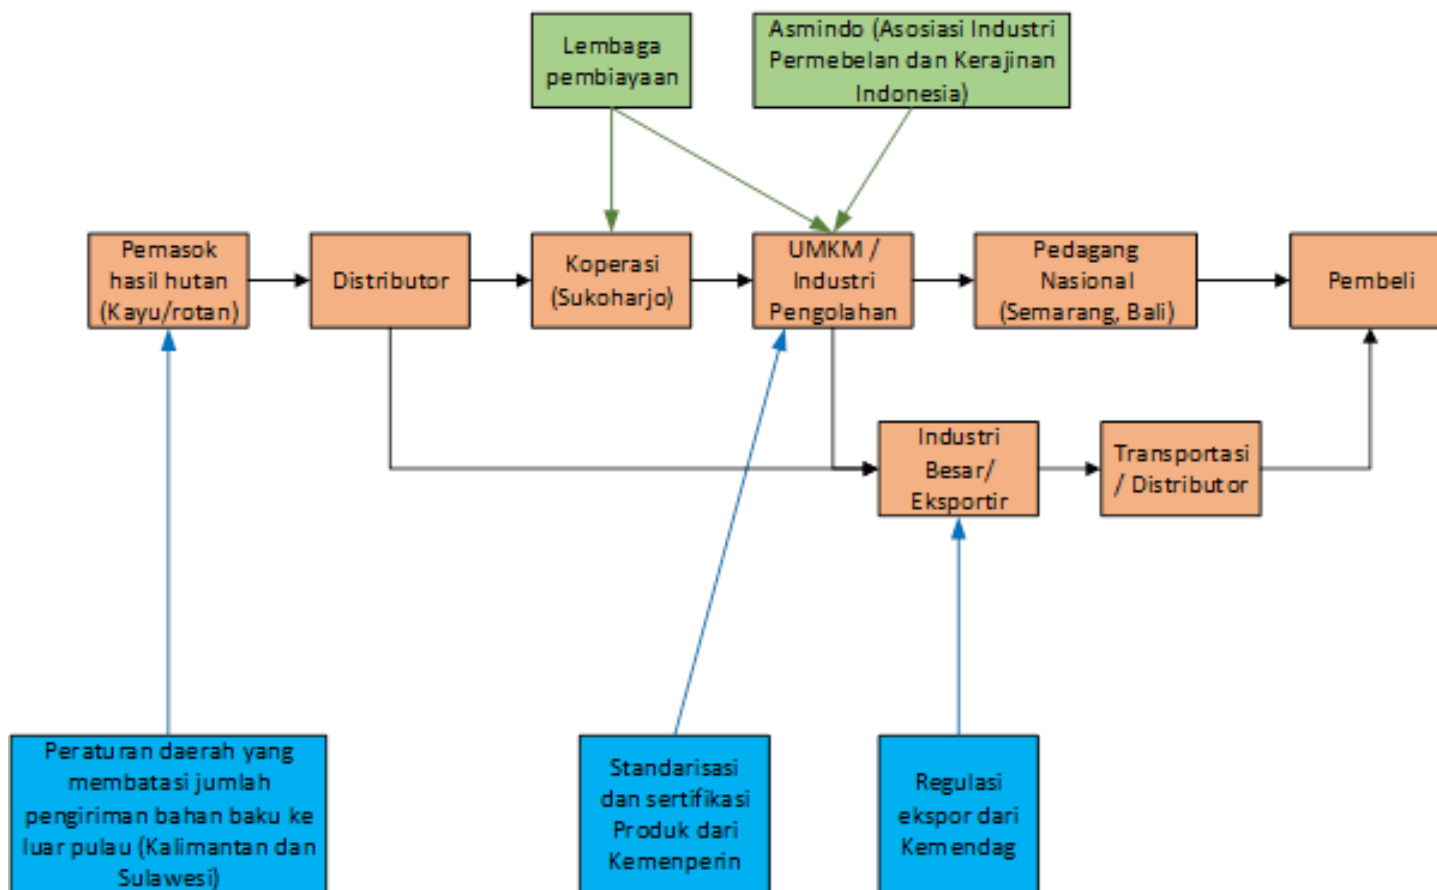 Lembaga
pembiayaan
Asmindo (Asosiasi Industri
Permebelan dan Kerajinan
Indonesia)
Pemasok
hasil hutan
(Kayu/rotan)
Distributor
Koperasi
(Sukoharjo)
UMKM /
Industri
Pengolahan
Pedagang
Nasional
(Semarang, Bali)
Pembeli
Industri
Besar/
Eksportir
Transportasi
/ Distributor
Peraturan daerah yang
membatasi jumlah
pengiriman bahan baku ke
luar pulau (Kalimantan dan
Sulawesi)
Standarisasi
dan sertifikasi
Produk dari
Kemenperin
Regulasi
ekspor dari
Kemendag